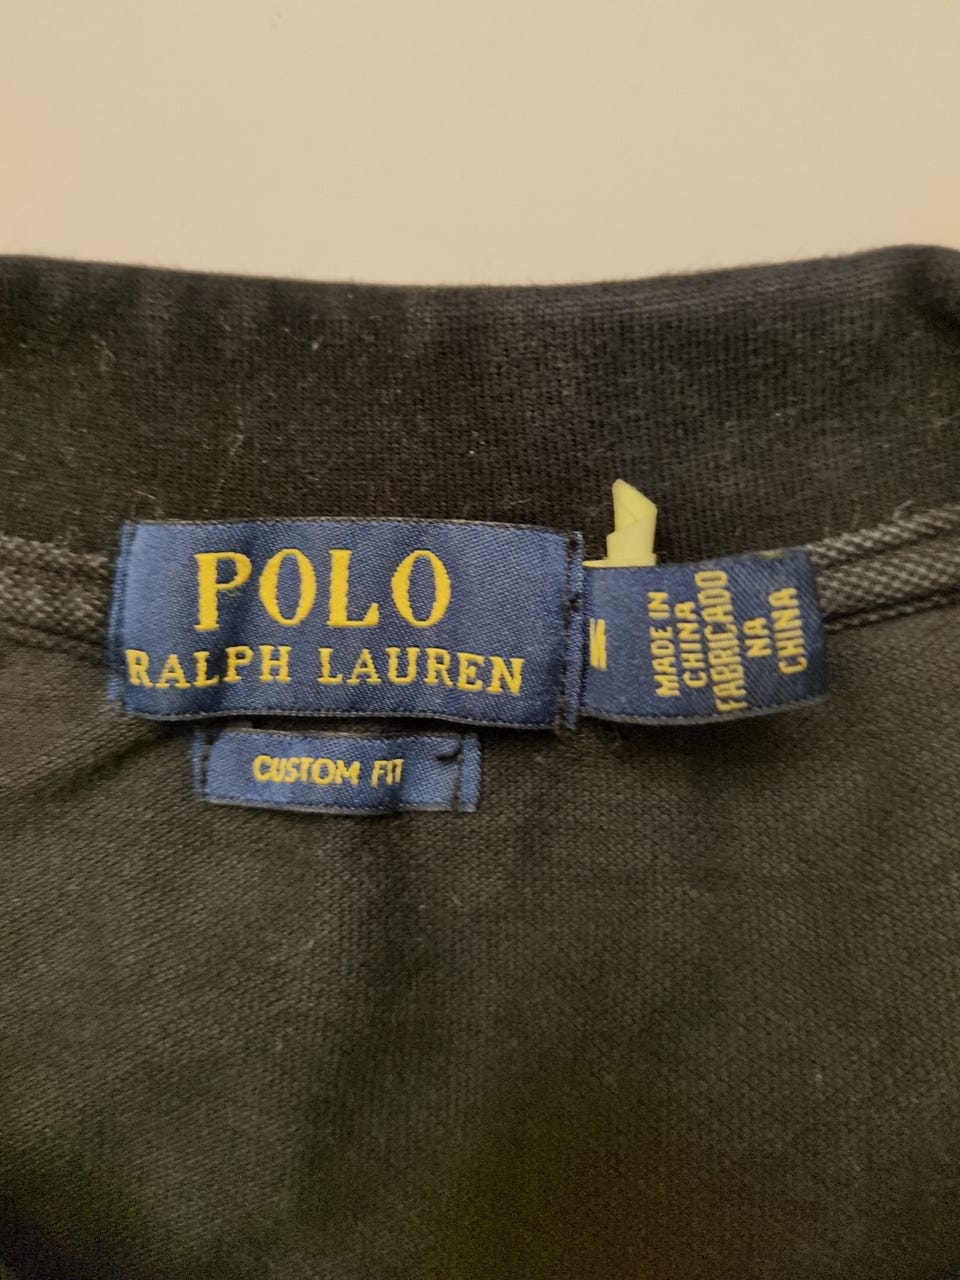 POLO
RALPH LAUREN
CUSTOM FIT
M
MADE IN
CHINA
FABRICADO
NA
CHINA